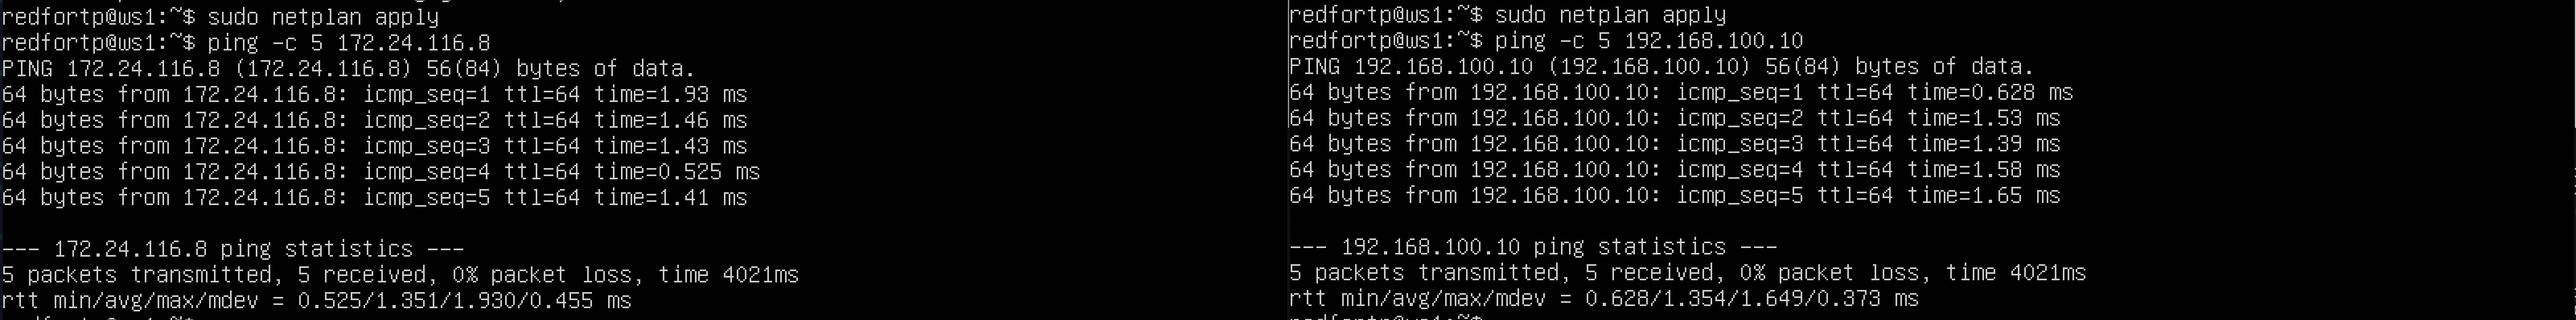 redfortp@ws1:~$ sudo netplan apply
redfortp@ws1:~$ ping -c 5 172.24.116.8
PING 172.24.116.8 (172.24.116.8) 56(84) bytes of data.
64 bytes from 172.24.116.8: icmp_seq=1 ttl=64 time=1.93 ms
64 bytes from 172.24.116.8: icmp_seq=2 ttl=64 time=1.46 ms
64 bytes from 172.24.116.8: icmp_seq=3 ttl=64 time=1.43 ms
64 bytes from 172.24.116.8: icmp_seq=4 ttl=64 time=0.525 ms
64 bytes from 172.24.116.8: icmp_seq=5 ttl=64 time=1.41 ms
--- 172.24.116.8 ping statistics ---
5 packets transmitted, 5 received, 0% packet loss, time 4021ms
rtt min/avg/max/mdev = 0.525/1.351/1.930/0.455 ms
redfortp@ws1:~$ sudo netplan apply
redfortp@ws1:~$ ping -c 5 192.168.100.10
PING 192.168.100.10 (192.168.100.10) 56(84) bytes of data.
64 bytes from 192.168.100.10: icmp_seq=1 ttl=64 time=0.628 ms
64 bytes from 192.168.100.10: icmp_seq=2 ttl=64 time=1.53 ms
64 bytes from 192.168.100.10: icmp_seq=3 ttl=64 time=1.39 ms
64 bytes from 192.168.100.10: icmp_seq=4 ttl=64 time=1.58 ms
64 bytes from 192.168.100.10: icmp_seq=5 ttl=64 time=1.65 ms
--- 192.168.100.10 ping statistics ---
5 packets transmitted, 5 received, 0% packet loss, time 4021ms
rtt min/avg/max/mdev = 0.628/1.354/1.649/0.373 ms